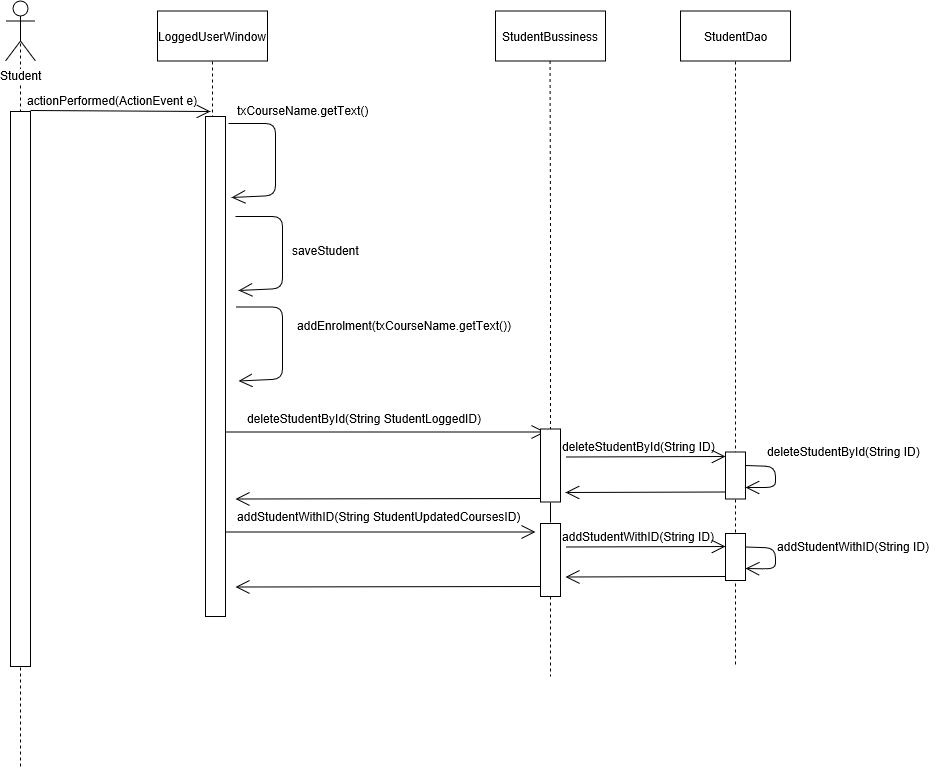 Student
LoggedUserWindow
StudentBussiness
StudentDao
actionPerformed(ActionEvent e)
txCourseName.getText()
saveStudent
addEnrolment(txCourseName.getText())
deleteStudentById(String StudentLoggedID)
deleteStudentById(String ID)
deleteStudentById(String ID)
addStudentWithID(String StudentUpdatedCoursesID)
addStudentWithID(String ID)
addStudentWithID(String ID)